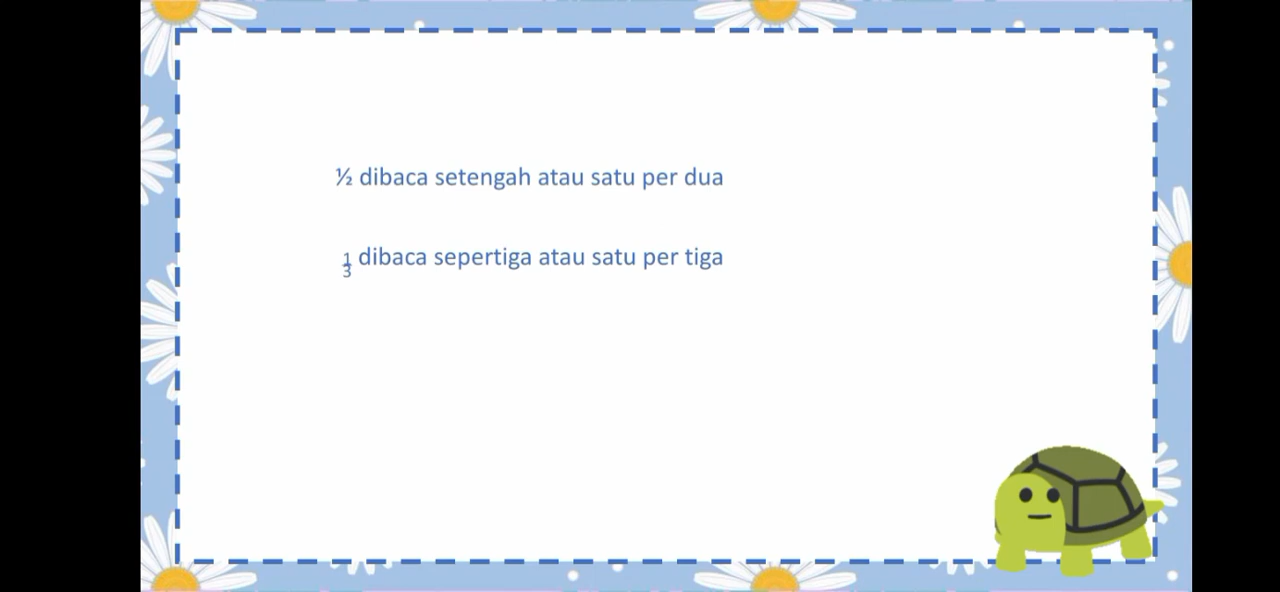 ½ dibaca setengah atau satu per dua
1/3 dibaca sepertiga atau satu per tiga